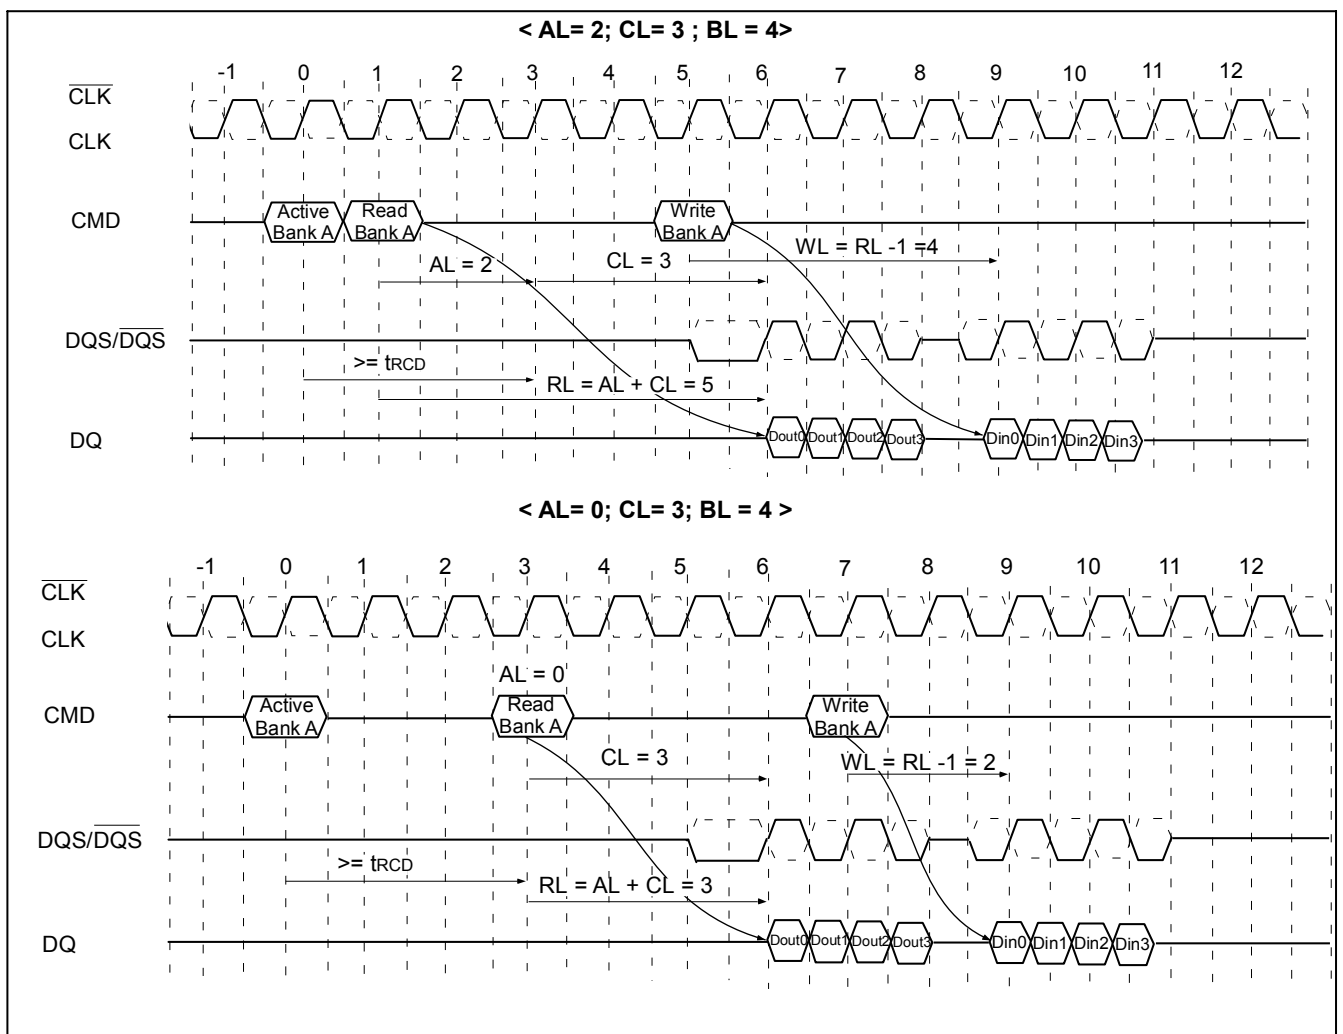 < AL= 2; CL= 3 ; BL = 4>
-1 0 1 2 3 4 5 6 7 8 9 10 11 12
CLK
CLK
CMD
Active
Bank A
Read
Bank A
Write
Bank A
WL = RL -1 =4
AL = 2
CL = 3
DQS/DQS
>= tRCD
RL = AL + CL = 5
DQ
Dout0 Dout1 Dout2 Dout3 Din0 Din1 Din2 Din3
< AL= 0; CL= 3; BL = 4 >
-1 0 1 2 3 4 5 6 7 8 9 10 11 12
CLK
CLK
AL = 0
CMD
Active
Bank A
Read
Bank A
Write
Bank A
CL = 3
WL = RL -1 = 2
DQS/DQS
>= tRCD
RL = AL + CL = 3
DQ
Dout0 Dout1 Dout2 Dout3 Din0 Din1 Din2 Din3